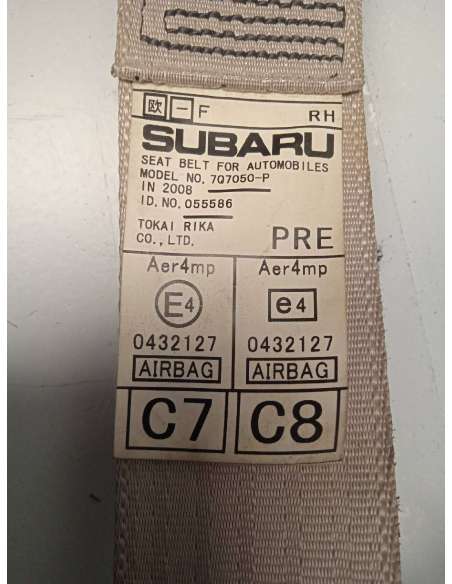 欧 一 F RH
SUBARU
SEAT BELT FOR AUTOMOBILES
MODEL NO. 7Q7050-P
IN 2008
ID. NO. 055586
TOKAI RIKA
CO., LTD. PRE
Aer4mp Aer4mp
E4 e4
0432127 0432127
AIRBAG AIRBAG
C7 C8